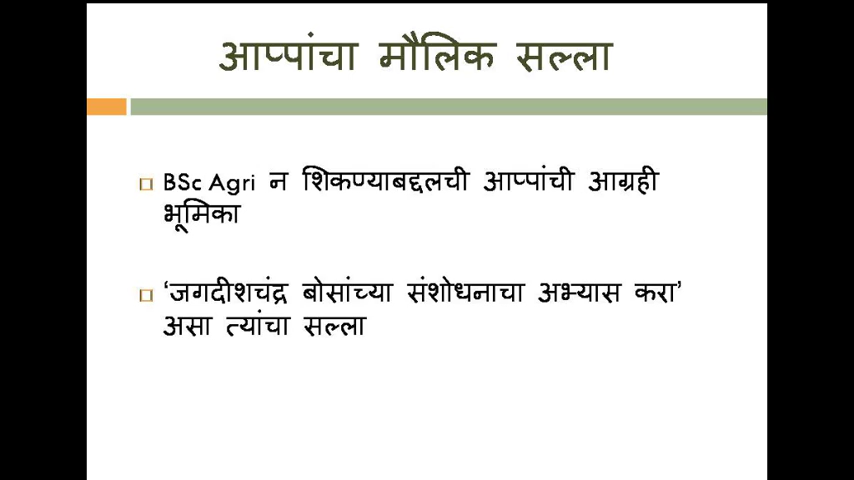 आप्पांचा मौलिक सल्ला
BSc Agri न शिकण्याबद्दलची आप्पांची आग्रही
भूमिका
‘जगदीशचंद्र बोसांच्या संशोधनाचा अभ्यास करा’
असा त्यांचा सल्ला